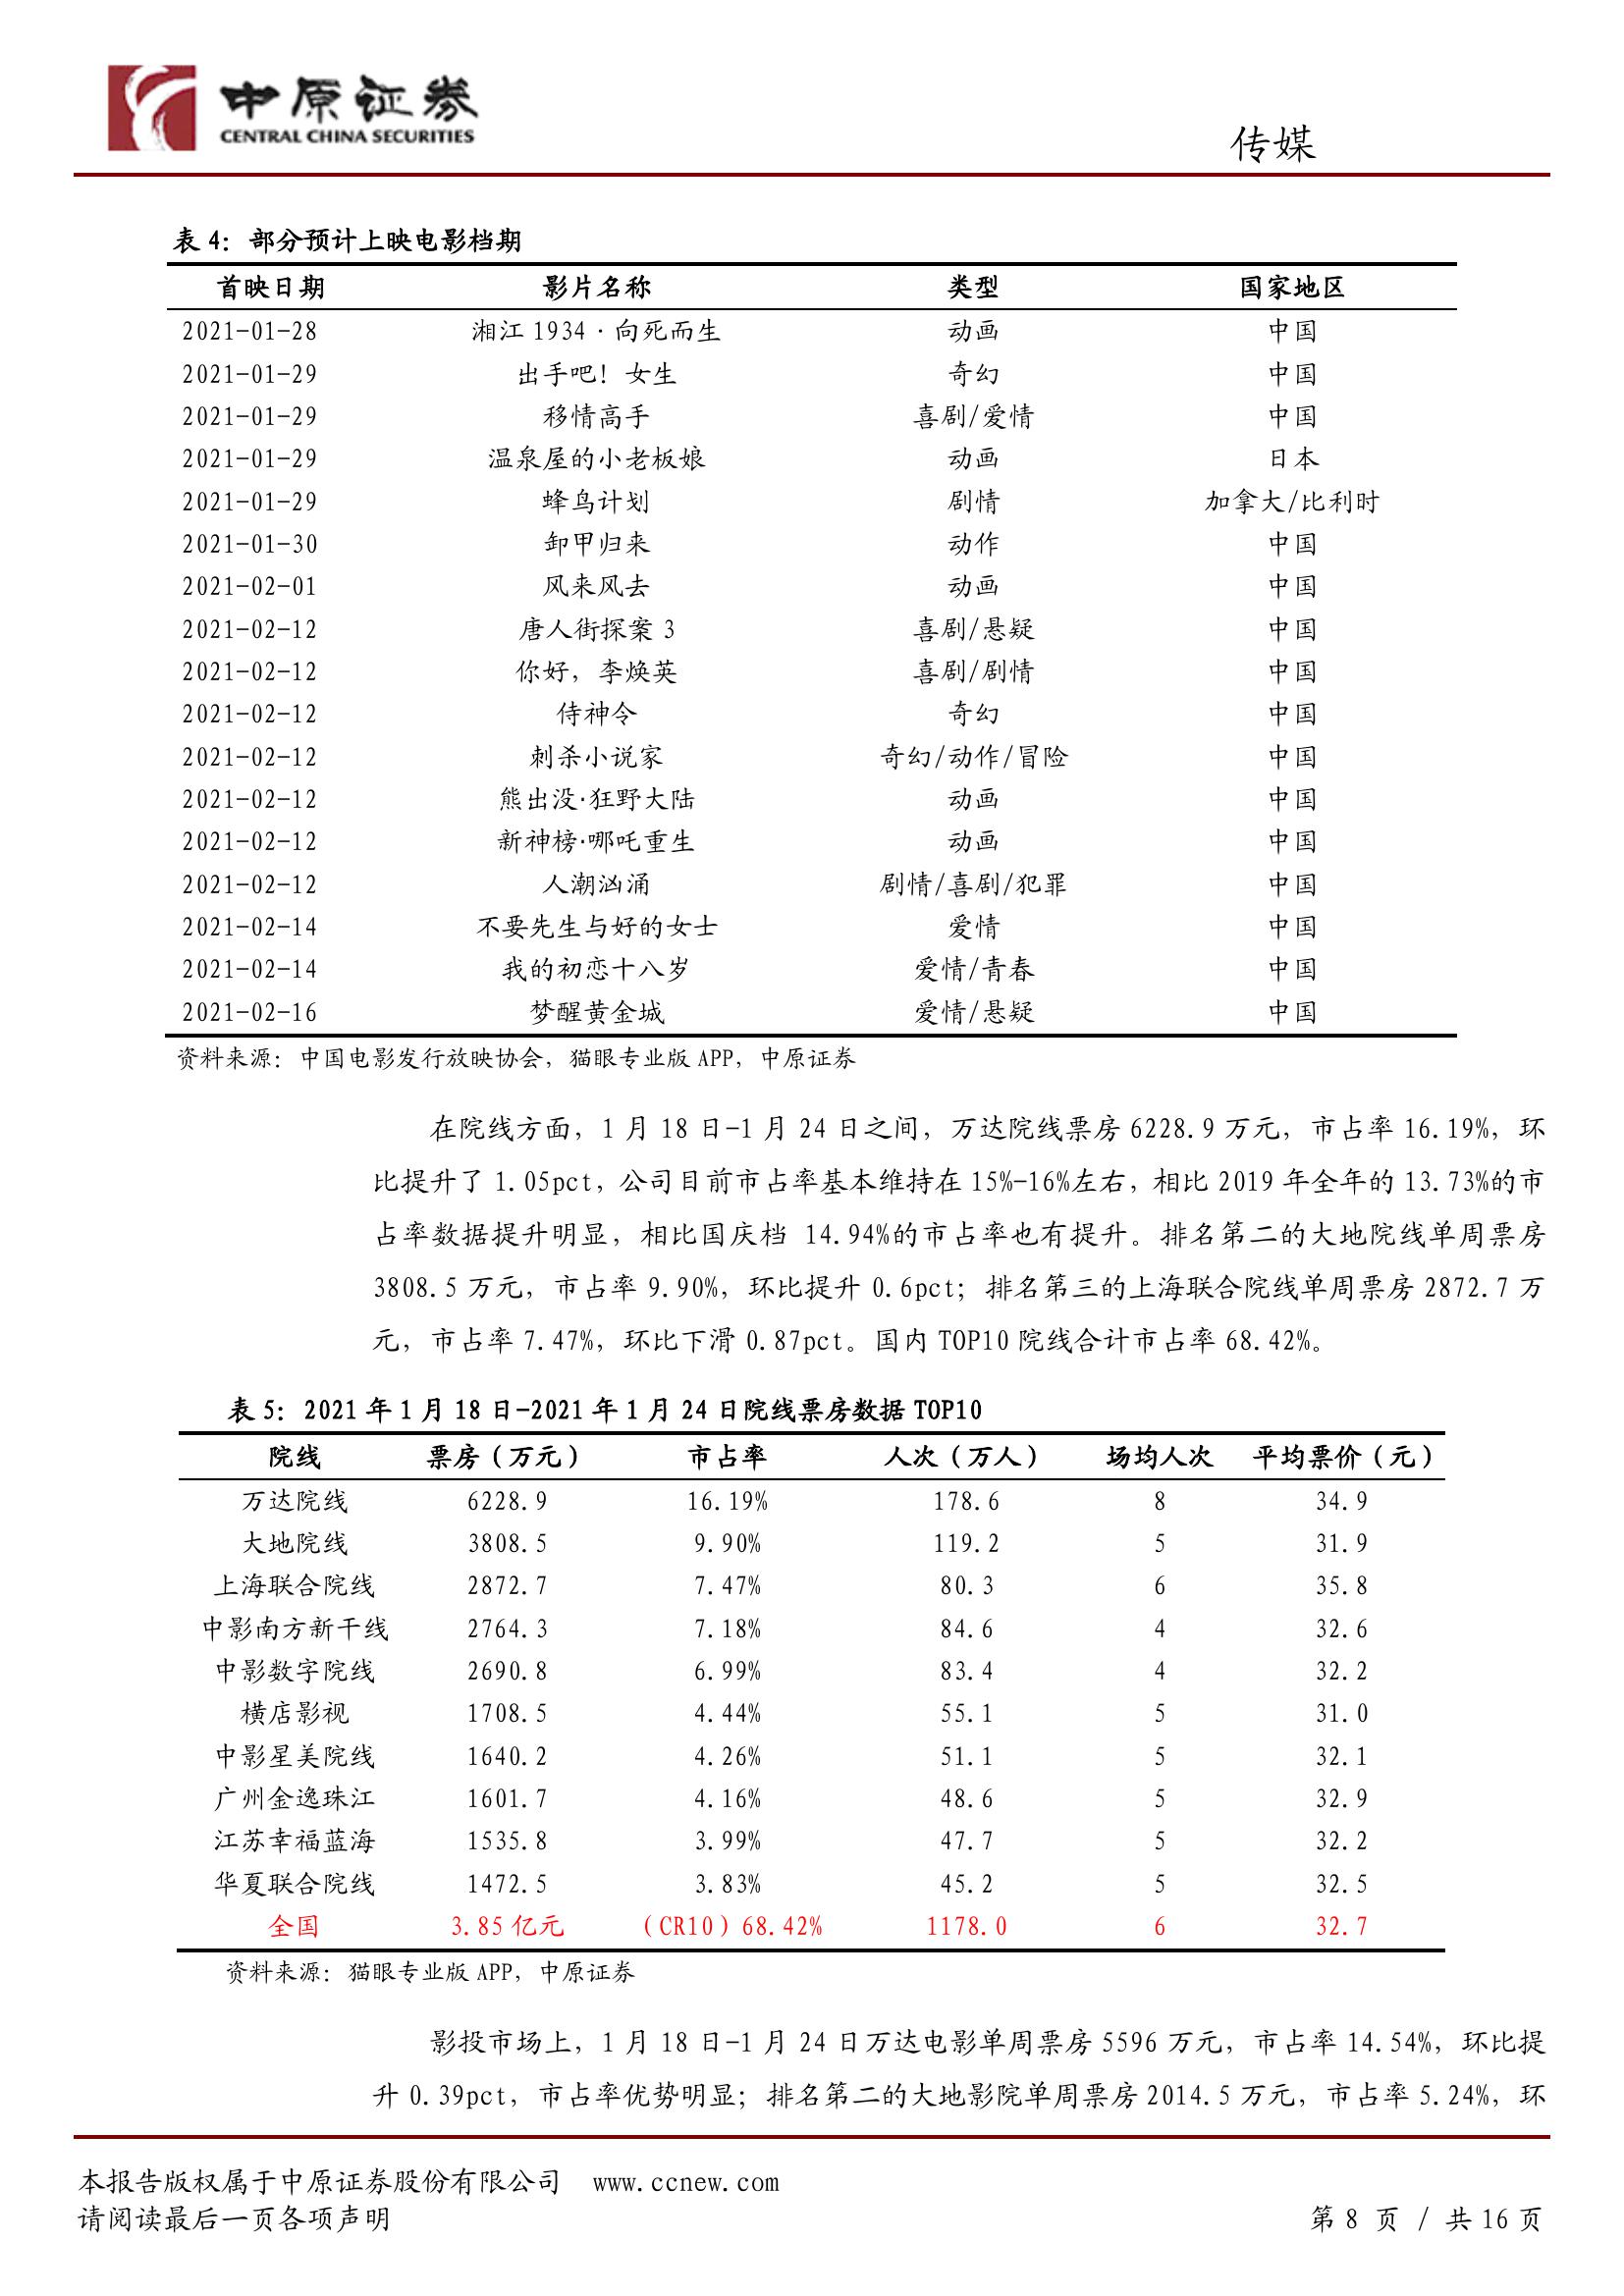 中原证券
CENTRAL CHINA SECURITIES
传媒
表 4：部分预计上映电影档期
首映日期 影片名称 类型 国家地区
2021-01-28 湘江 1934·向死而生 动画 中国
2021-01-29 出手吧！女生 奇幻 中国
2021-01-29 移情高手 喜剧/爱情 中国
2021-01-29 温泉屋的小老板娘 动画 日本
2021-01-29 蜂鸟计划 剧情 加拿大/比利时
2021-01-30 卸甲归来 动作 中国
2021-02-01 风来风去 动画 中国
2021-02-12 唐人街探案 3 喜剧/悬疑 中国
2021-02-12 你好，李焕英 喜剧/剧情 中国
2021-02-12 侍神令 奇幻 中国
2021-02-12 刺杀小说家 奇幻/动作/冒险 中国
2021-02-12 熊出没·狂野大陆 动画 中国
2021-02-12 新神榜·哪吒重生 动画 中国
2021-02-12 人潮汹涌 剧情/喜剧/犯罪 中国
2021-02-14 不要先生与好的女士 爱情 中国
2021-02-14 我的初恋十八岁 爱情/青春 中国
2021-02-16 梦醒黄金城 爱情/悬疑 中国
资料来源：中国电影发行放映协会，猫眼专业版 APP，中原证券
在院线方面，1 月 18 日-1 月 24 日之间，万达院线票房 6228.9 万元，市占率 16.19%，环
比提升了 1.05pct，公司目前市占率基本维持在 15%-16%左右，相比 2019 年全年的 13.73%的市
占率数据提升明显，相比国庆档 14.94%的市占率也有提升。排名第二的大地院线单周票房
3808.5 万元，市占率 9.90%，环比提升 0.6pct；排名第三的上海联合院线单周票房 2872.7 万
元，市占率 7.47%，环比下滑 0.87pct。国内 TOP10 院线合计市占率 68.42%。
表 5：2021 年 1 月 18 日-2021 年 1 月 24 日院线票房数据 TOP10
院线 票房（万元） 市占率 人次（万人） 场均人次 平均票价（元）
万达院线 6228.9 16.19% 178.6 8 34.9
大地院线 3808.5 9.90% 119.2 5 31.9
上海联合院线 2872.7 7.47% 80.3 6 35.8
中影南方新干线 2764.3 7.18% 84.6 4 32.6
中影数字院线 2690.8 6.99% 83.4 4 32.2
横店影视 1708.5 4.44% 55.1 5 31.0
中影星美院线 1640.2 4.26% 51.1 5 32.1
广州金逸珠江 1601.7 4.16% 48.6 5 32.9
江苏幸福蓝海 1535.8 3.99% 47.7 5 32.2
华夏联合院线 1472.5 3.83% 45.2 5 32.5
全国 3.85 亿元 （CR10）68.42% 1178.0 6 32.7
资料来源：猫眼专业版 APP，中原证券
影投市场上，1 月 18 日-1 月 24 日万达电影单周票房 5596 万元，市占率 14.54%，环比提
升 0.39pct，市占率优势明显；排名第二的大地影院单周票房 2014.5 万元，市占率 5.24%，环
本报告版权属于中原证券股份有限公司 www.ccnew.com
请阅读最后一页各项声明 第 8 页 / 共 16 页